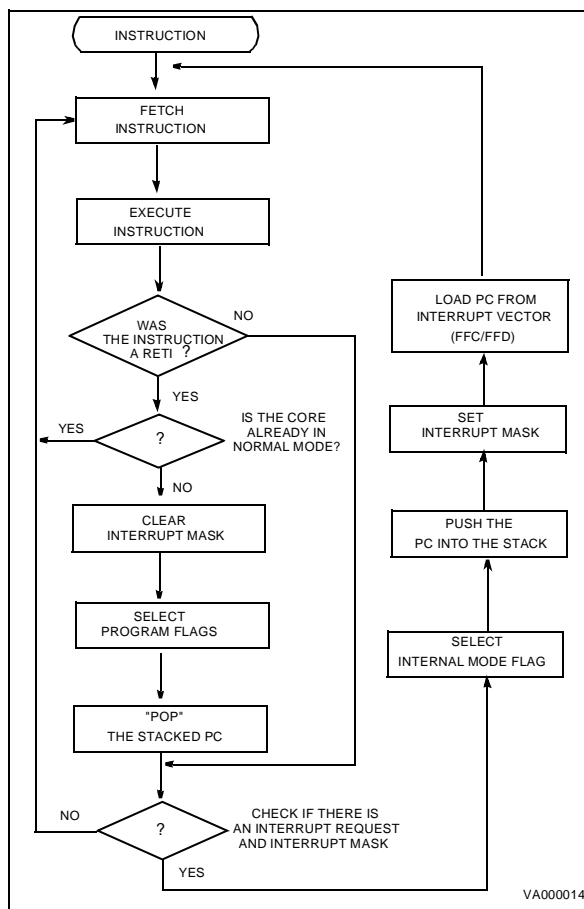 INSTRUCTION
FETCH
INSTRUCTION
EXECUTE
INSTRUCTION
WAS
THE INSTRUCTION
A RETI ?
NO
YES
?
YES
IS THE CORE
ALREADY IN
NORMAL MODE?
NO
CLEAR
INTERRUPT MASK
SELECT
PROGRAM FLAGS
"POP"
THE STACKED PC
?
NO
CHECK IF THERE IS
AN INTERRUPT REQUEST
AND INTERRUPT MASK
YES
SELECT
INTERNAL MODE FLAG
PUSH THE
PC INTO THE STACK
SET
INTERRUPT MASK
LOAD PC FROM
INTERRUPT VECTOR
(FFC/FFD)
VA000014